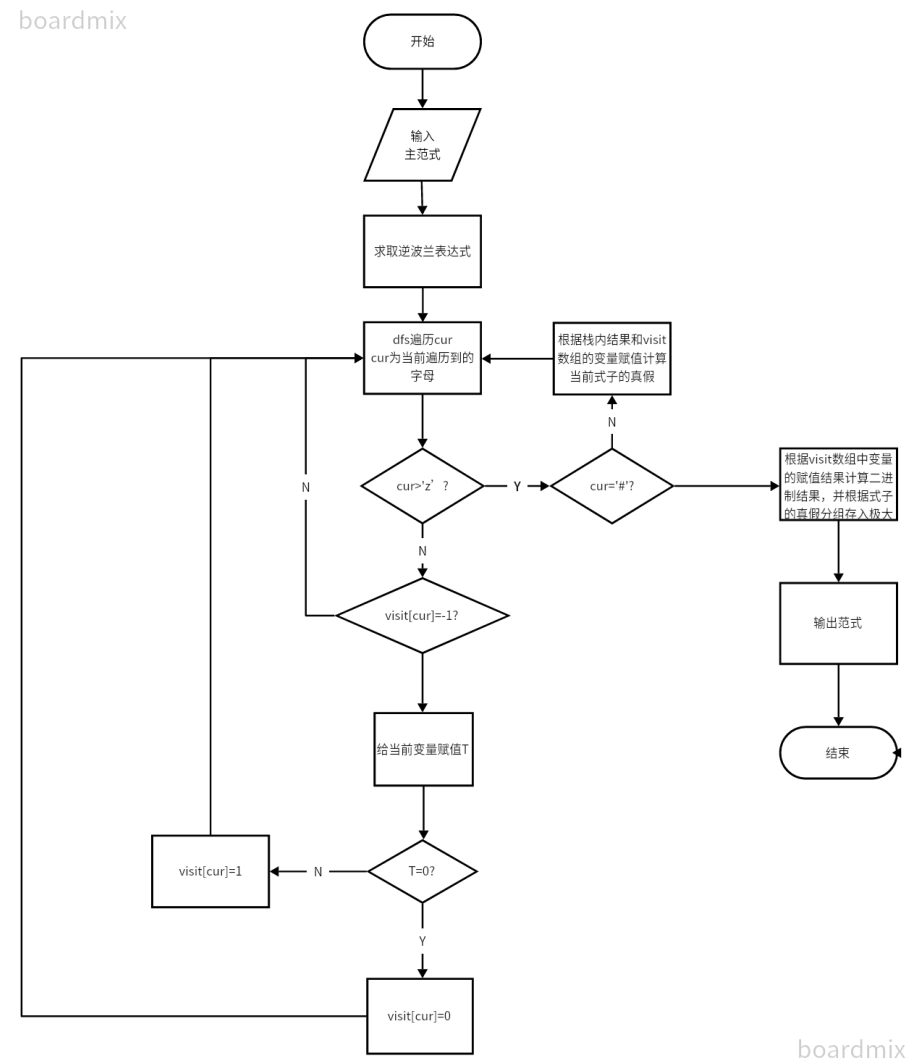 boardmix
开始
输入
主范式
求取逆波兰表达式
dfs遍历cur
cur为当前遍历到的
字母
根据栈内结果和visit
数组的变量赋值计算
当前式子的真假
N
cur>'z'？
Y
cur='#'?
根据visit数组中变量
的赋值结果计算二进
制结果，并根据式子
的真假分组存入极大
N
N
visit[cur]=-1?
输出范式
给当前变量赋值T
结束
visit[cur]=1
N
T=0?
Y
visit[cur]=0
boardmix